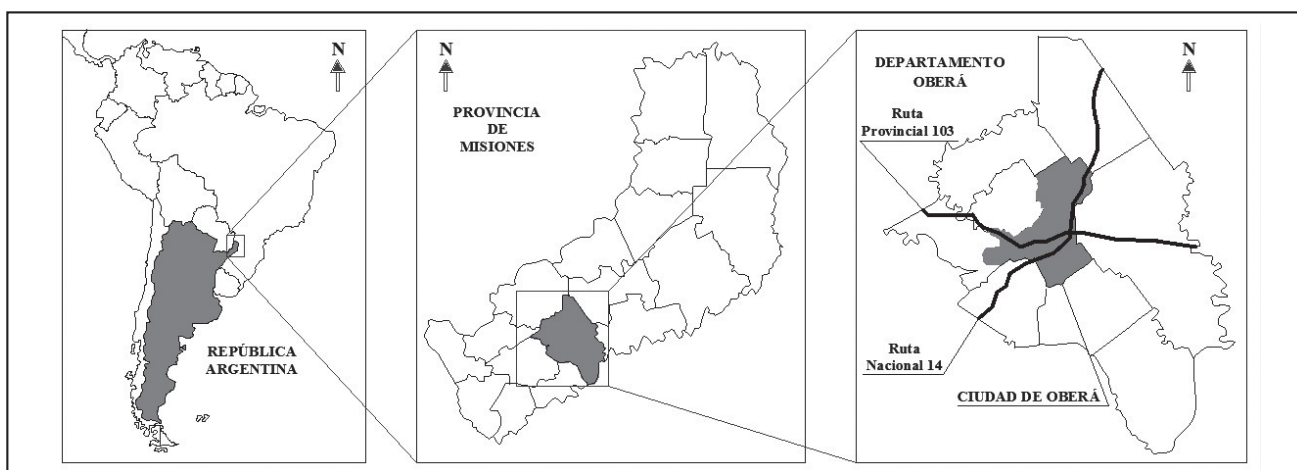 N
REPÚBLICA
ARGENTINA
N
PROVINCIA
DE
MISIONES
N
DEPARTAMENTO
OBERÁ
Ruta
Provincial 103
Ruta
Nacional 14
CIUDAD DE OBERÁ